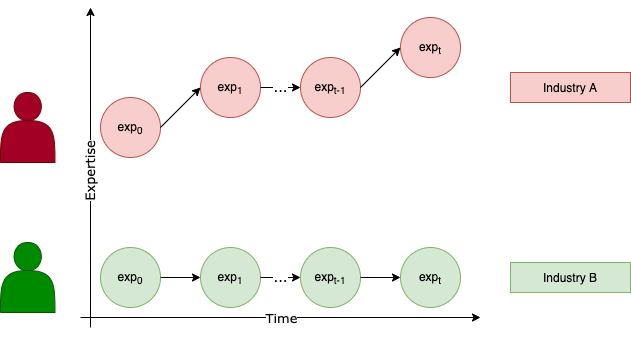 exp₀
exp₁
...
expₜ₋₁
expₜ
Industry A
Expertise
exp₀
exp₁
...
expₜ₋₁
expₜ
Industry B
Time